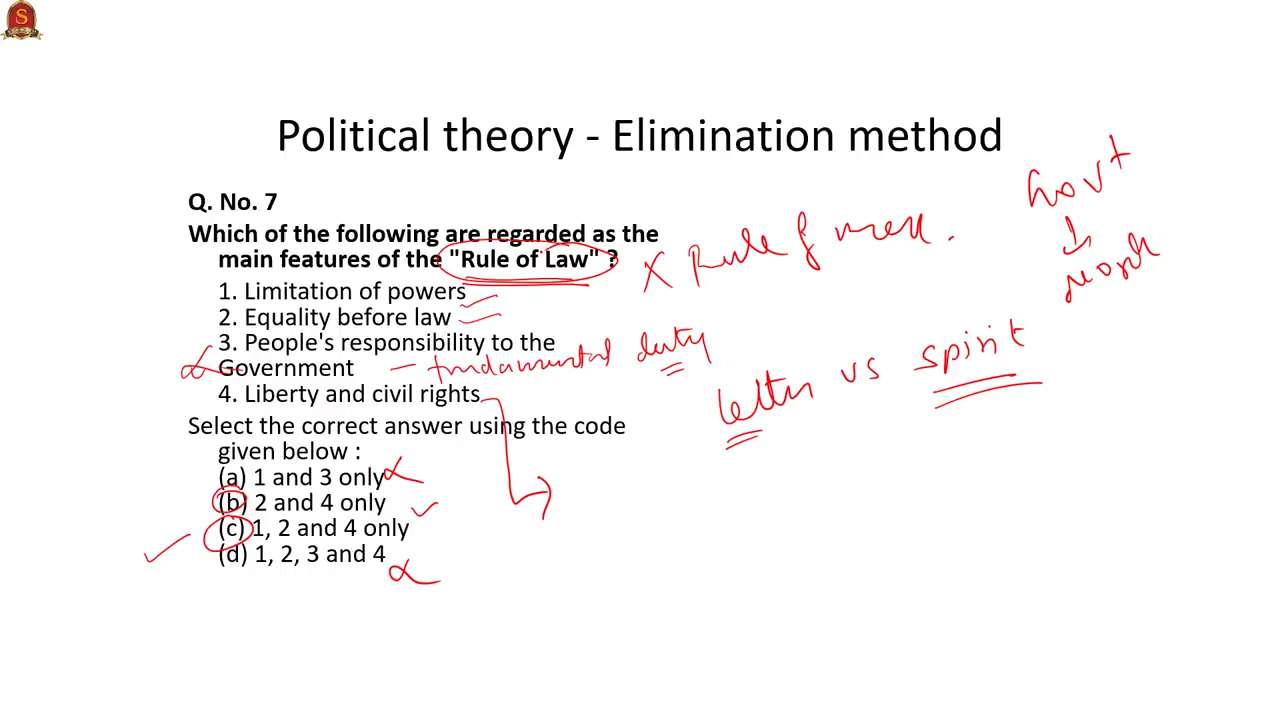 S
Political theory - Elimination method
Q. No. 7
Which of the following are regarded as the
main features of the "Rule of Law" ?
X Rule of men.
Govt
1. Limitation of powers
2. Equality before law
3. People's responsibility to the
Government - fundamental duty
letter vs spirit
4. Liberty and civil rights
Select the correct answer using the code
given below :
(a) 1 and 3 only
(b) 2 and 4 only
(c) 1, 2 and 4 only
(d) 1, 2, 3 and 4